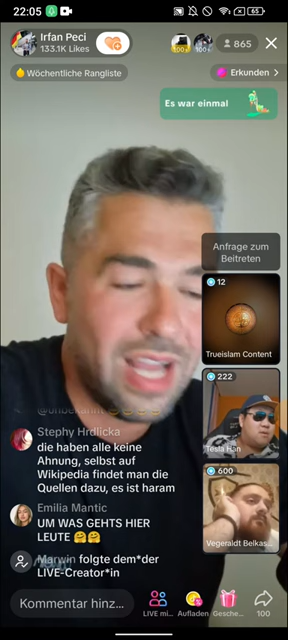 22:05
65
Irfan Peci
133.1K Likes
100+
100+
865
Wöchentliche Rangliste
Erkunden >
Es war einmal
Anfrage zum
Beitreten
12
Trueislam Content
222
Tesla Han
600
Vegeraldt Belkas...
@unbekannt
Stephy Hrdlicka
die haben alle keine
Ahnung, selbst auf
Wikipedia findet man die
Quellen dazu, es ist haram
Emilia Mantic
UM WAS GEHTS HIER
LEUTE 🤗🤗
Marwin folgte dem*der
LIVE-Creator*in
Kommentar hinz...
LIVE mi...
Aufladen
Gesche...
100